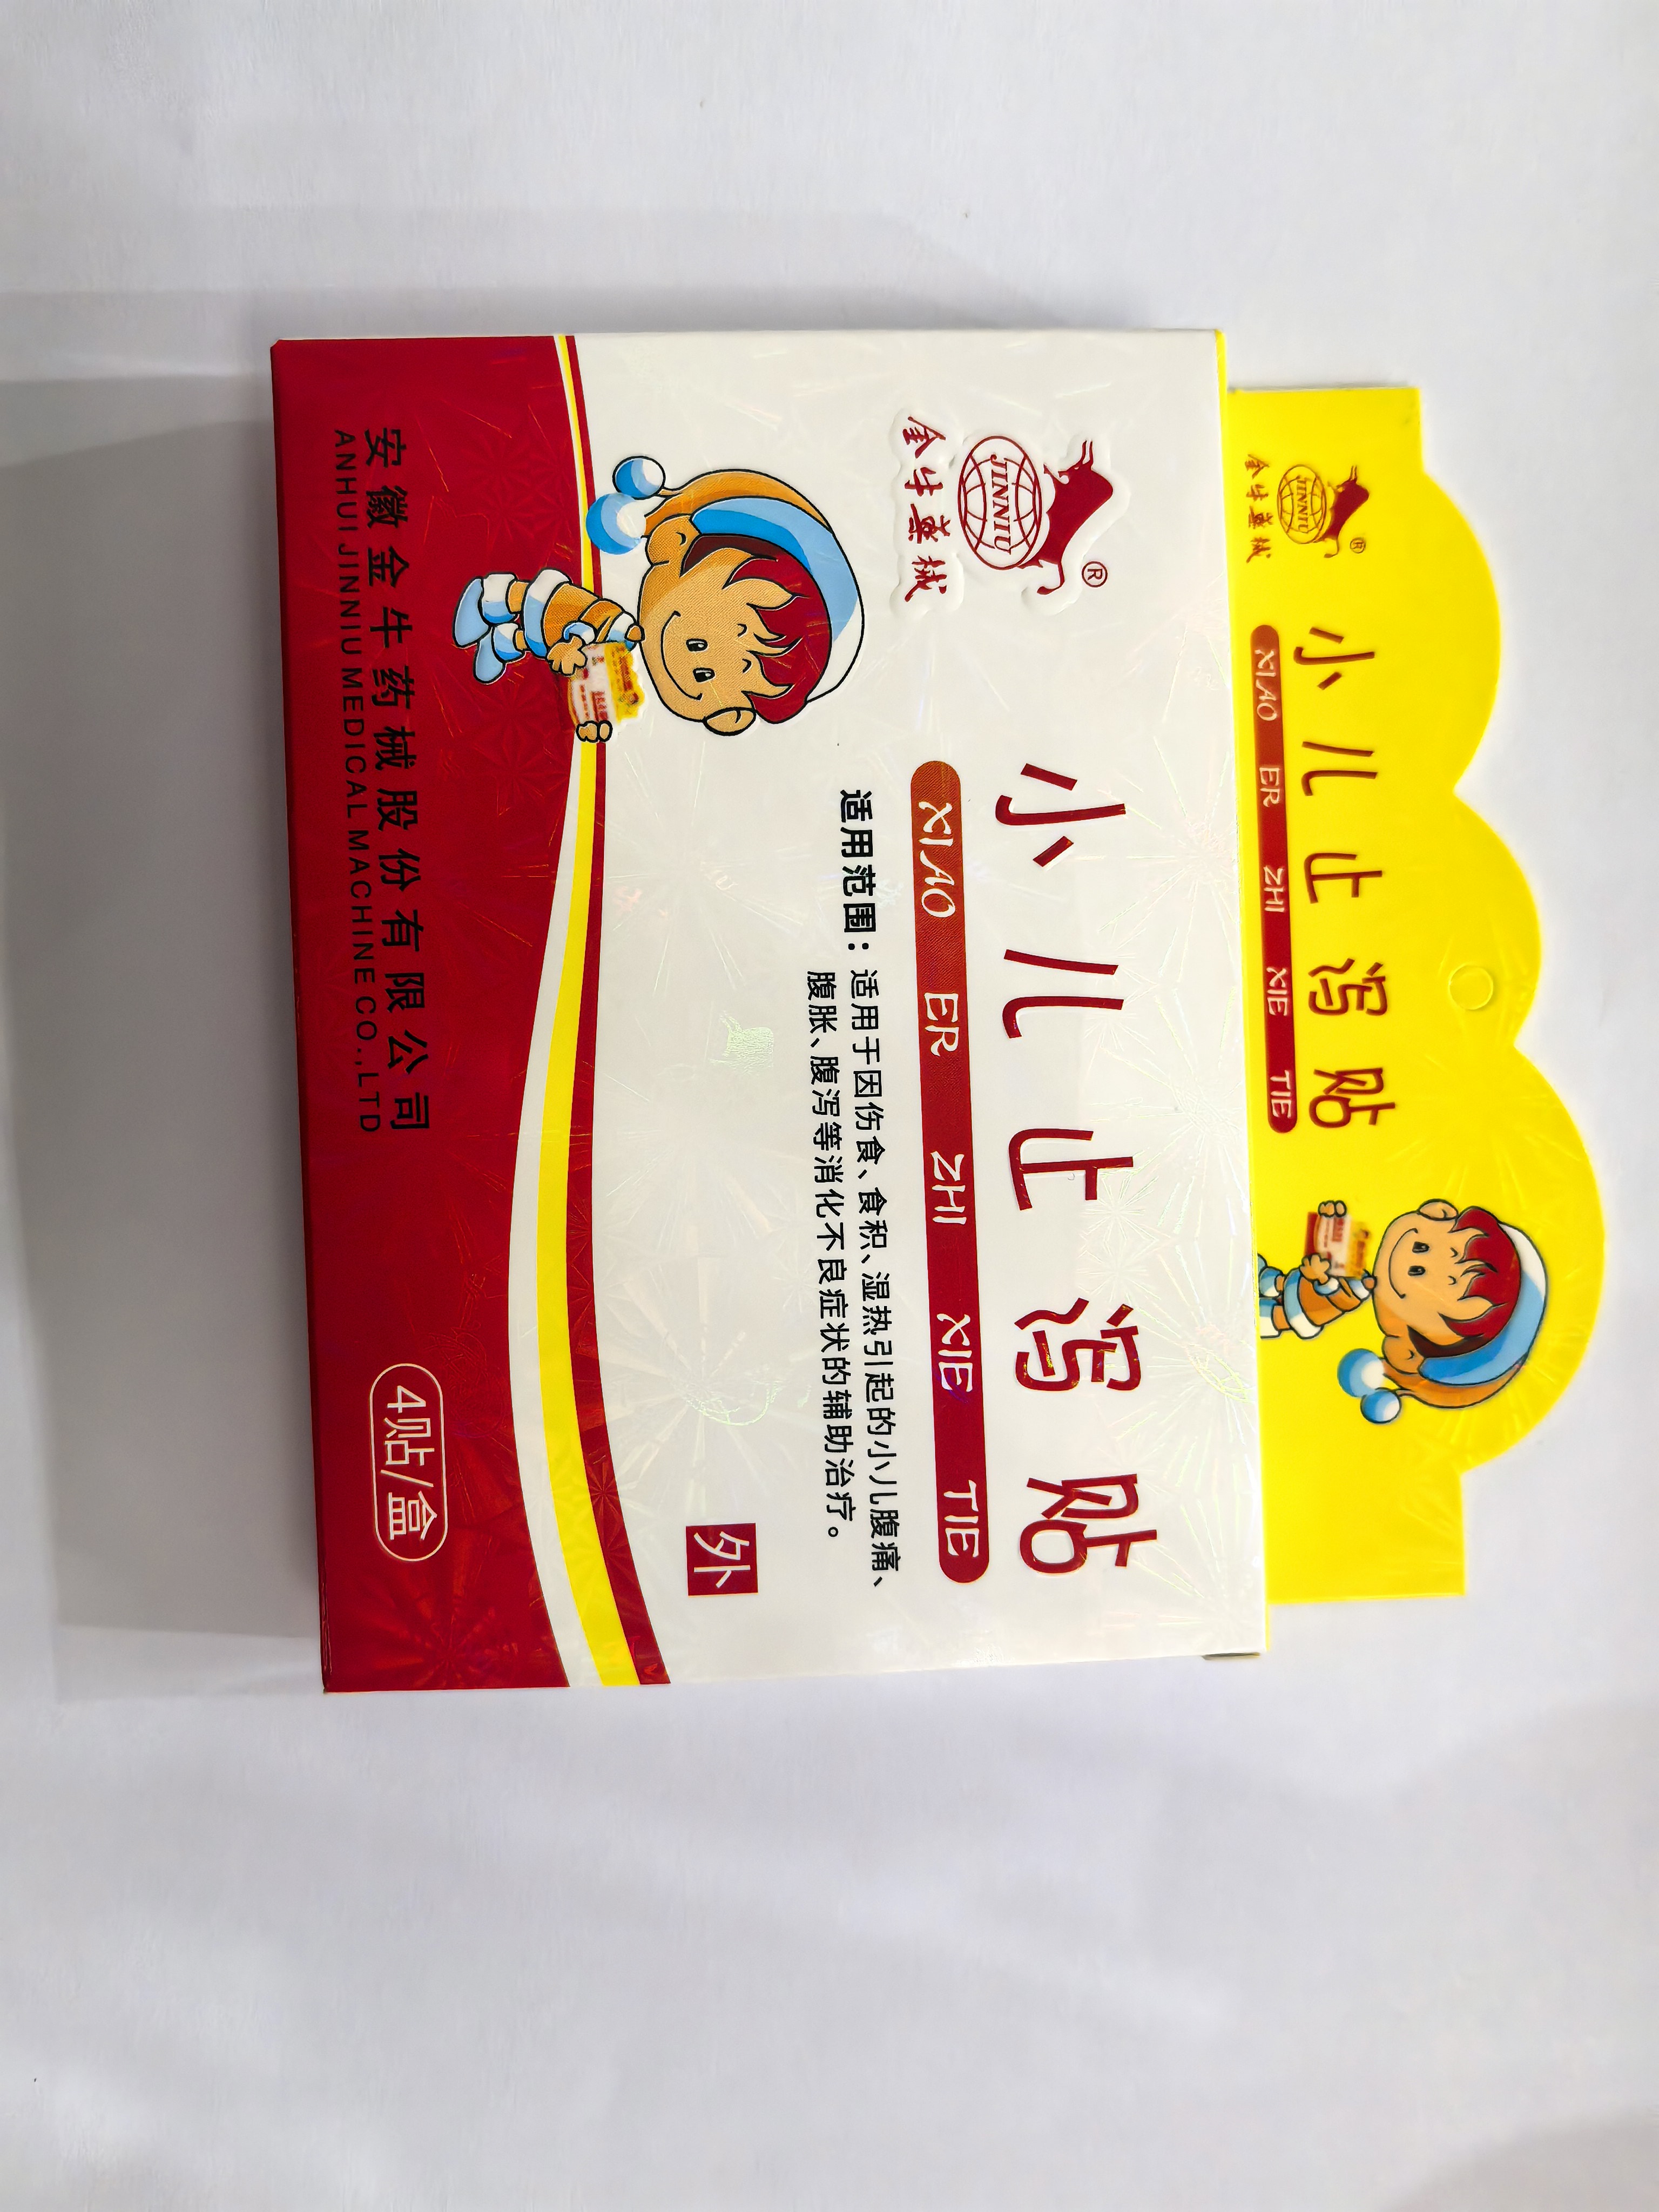 金牛薬械
JINNIU
®
小儿止泻贴
XIAO ER ZHI XIE TIE
金牛薬械
JINNIU
®
小儿止泻贴
XIAO ER ZHI XIE TIE
适用范围：适用于因伤食、食积、湿热引起的小儿腹痛、
腹胀、腹泻等消化不良症状的辅助治疗。
外
安徽金牛药械股份有限公司
ANHUI JINNIU MEDICAL MACHINE CO.,LTD
4贴/盒